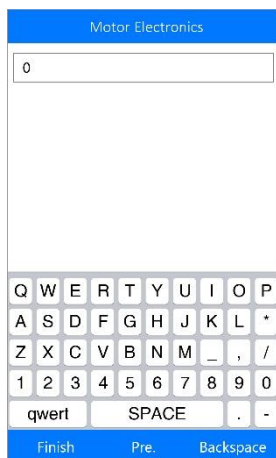 Motor Electronics
0
Q W E R T Y U I O P
A S D F G H J K L *
Z X C V B N M _ , /
1 2 3 4 5 6 7 8 9 0
qwert SPACE . -
Finish Pre. Backspace